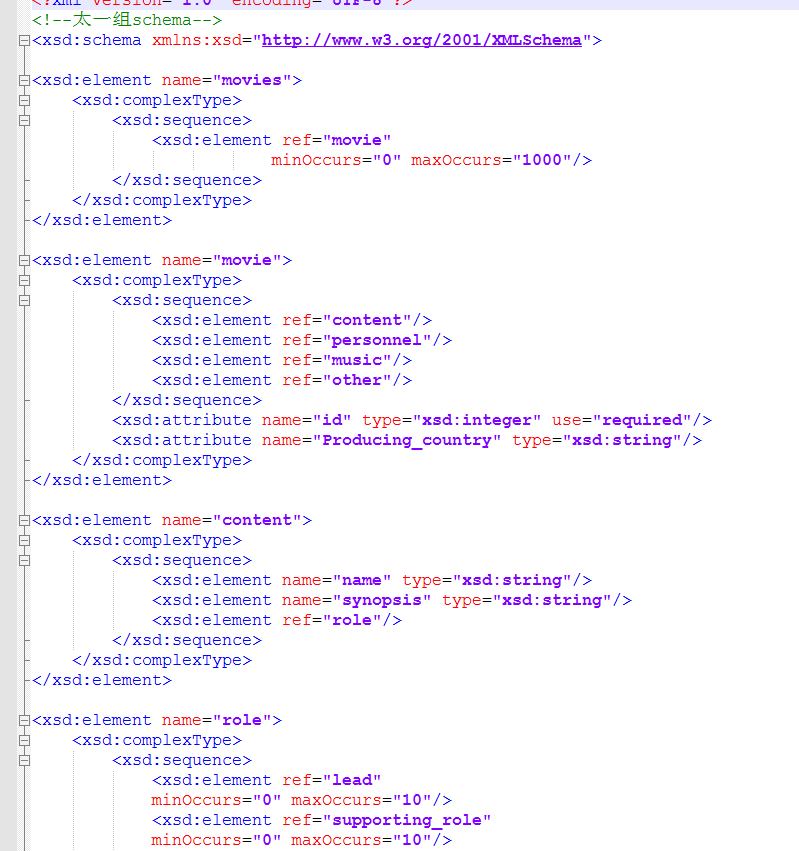 <?xml version="1.0" encoding="UTF-8"?>
<!--太一组schema-->
<xsd:schema xmlns:xsd="http://www.w3.org/2001/XMLSchema">
<xsd:element name="movies">
<xsd:complexType>
<xsd:sequence>
<xsd:element ref="movie"
minOccurs="0" maxOccurs="1000"/>
</xsd:sequence>
</xsd:complexType>
</xsd:element>
<xsd:element name="movie">
<xsd:complexType>
<xsd:sequence>
<xsd:element ref="content"/>
<xsd:element ref="personnel"/>
<xsd:element ref="music"/>
<xsd:element ref="other"/>
</xsd:sequence>
<xsd:attribute name="id" type="xsd:integer" use="required"/>
<xsd:attribute name="Producing_country" type="xsd:string"/>
</xsd:complexType>
</xsd:element>
<xsd:element name="content">
<xsd:complexType>
<xsd:sequence>
<xsd:element name="name" type="xsd:string"/>
<xsd:element name="synopsis" type="xsd:string"/>
<xsd:element ref="role"/>
</xsd:sequence>
</xsd:complexType>
</xsd:element>
<xsd:element name="role">
<xsd:complexType>
<xsd:sequence>
<xsd:element ref="lead"
minOccurs="0" maxOccurs="10"/>
<xsd:element ref="supporting_role"
minOccurs="0" maxOccurs="10"/>